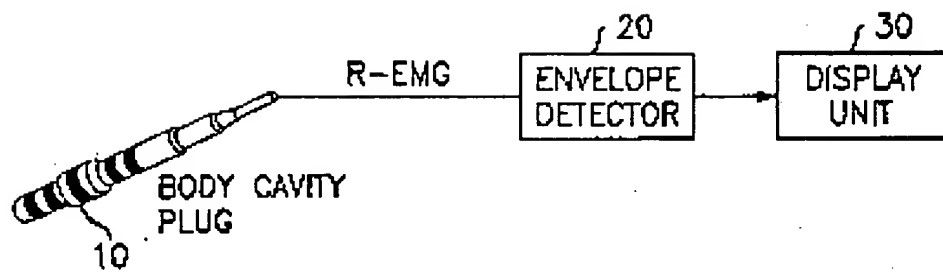 20
30
R-EMG
ENVELOPE
DETECTOR
DISPLAY
UNIT
BODY CAVITY
PLUG
10